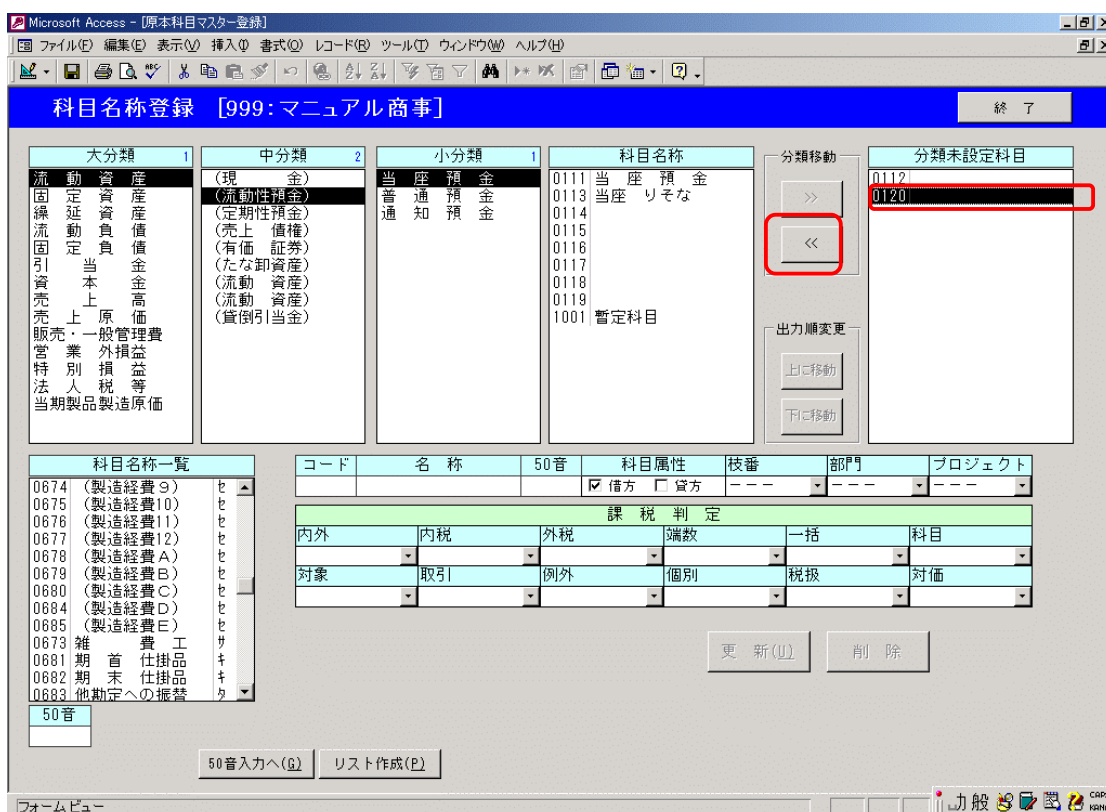 Microsoft Access - [原本科目マスター登録]
ファイル(F) 編集(E) 表示(V) 挿入(I) 書式(O) レコード(R) ツール(T) ウィンドウ(W) ヘルプ(H)
科目名称登録 [999:マニュアル商事]
終 了
大分類 1
流 動 資 産
固 定 資 産
繰 延 資 産
流 動 負 債
固 定 負 債
引 当 金
資 本 金
売 上 高
売 上 原 価
販売・一般管理費
営 業 外損益
特 別 損 益
法 人 税 等
当期製品製造原価
中分類 2
(現 金)
(流動性預金)
(定期性預金)
(売上 債権)
(有価 証券)
(たな卸資産)
(流動 資産)
(流動 資産)
(貸倒引当金)
小分類 1
当 座 預 金
普 通 預 金
通 知 預 金
科目名称
0111 当 座 預 金
0113 当座 りそな
0114
0115
0116
0117
0118
0119
1001 暫定科目
分類移動
>>
<<
出力順変更
上に移動
下に移動
分類未設定科目
0112
0120
科目名称一覧
0674 (製造経費9) セ
0675 (製造経費10) セ
0676 (製造経費11) セ
0677 (製造経費12) セ
0678 (製造経費A) セ
0679 (製造経費B) セ
0680 (製造経費C) セ
0684 (製造経費D) セ
0685 (製造経費E) セ
0673 雑 費 工 サ
0681 期 首 仕掛品 キ
0682 期 末 仕掛品 キ
0683 他勘定への振替 タ
50音
コード 名 称 50音 科目属性 枝番 部門 プロジェクト
借方 貸方 --- --- ---
課 税 判 定
内外 内税 外税 端数 一括 科目
対象 取引 例外 個別 税扱 対価
更 新(U) 削 除
50音入力へ(G) リスト作成(P)
フォームビュー
般
CAPS
KANA